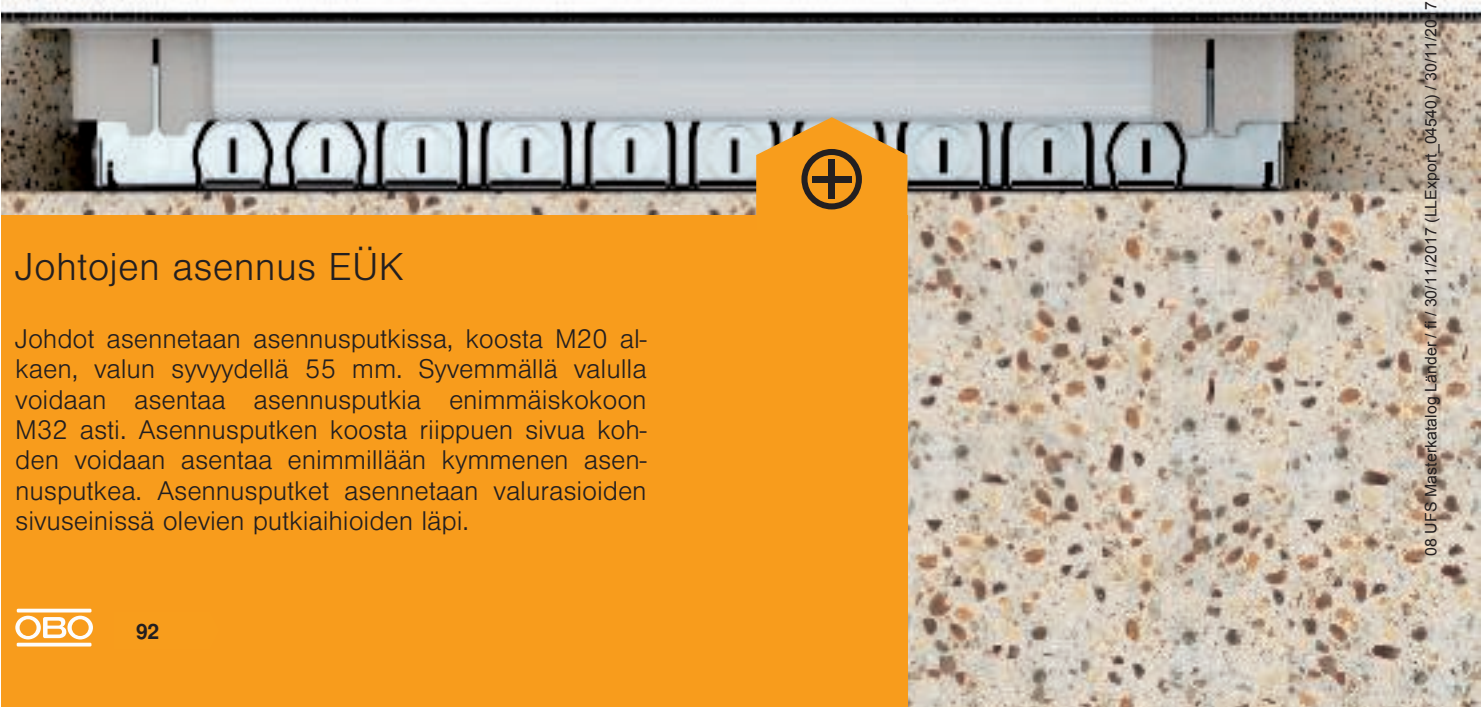 Johtojen asennus EÜK
Johdot asennetaan asennusputkissa, koosta M20 al-
kaen, valun syvyydellä 55 mm. Syvemmällä valulla
voidaan asentaa asennusputkia enimmäiskokoon
M32 asti. Asennusputken koosta riippuen sivua koh-
den voidaan asentaa enimmillään kymmenen asen-
nusputkea. Asennusputket asennetaan valurasioiden
sivuseinissä olevien putkiaihioiden läpi.
OBO
92
08 UFS Masterkatalog Länder / fi / 30/11/2017 (LLExport_04540) / 30/11/2017